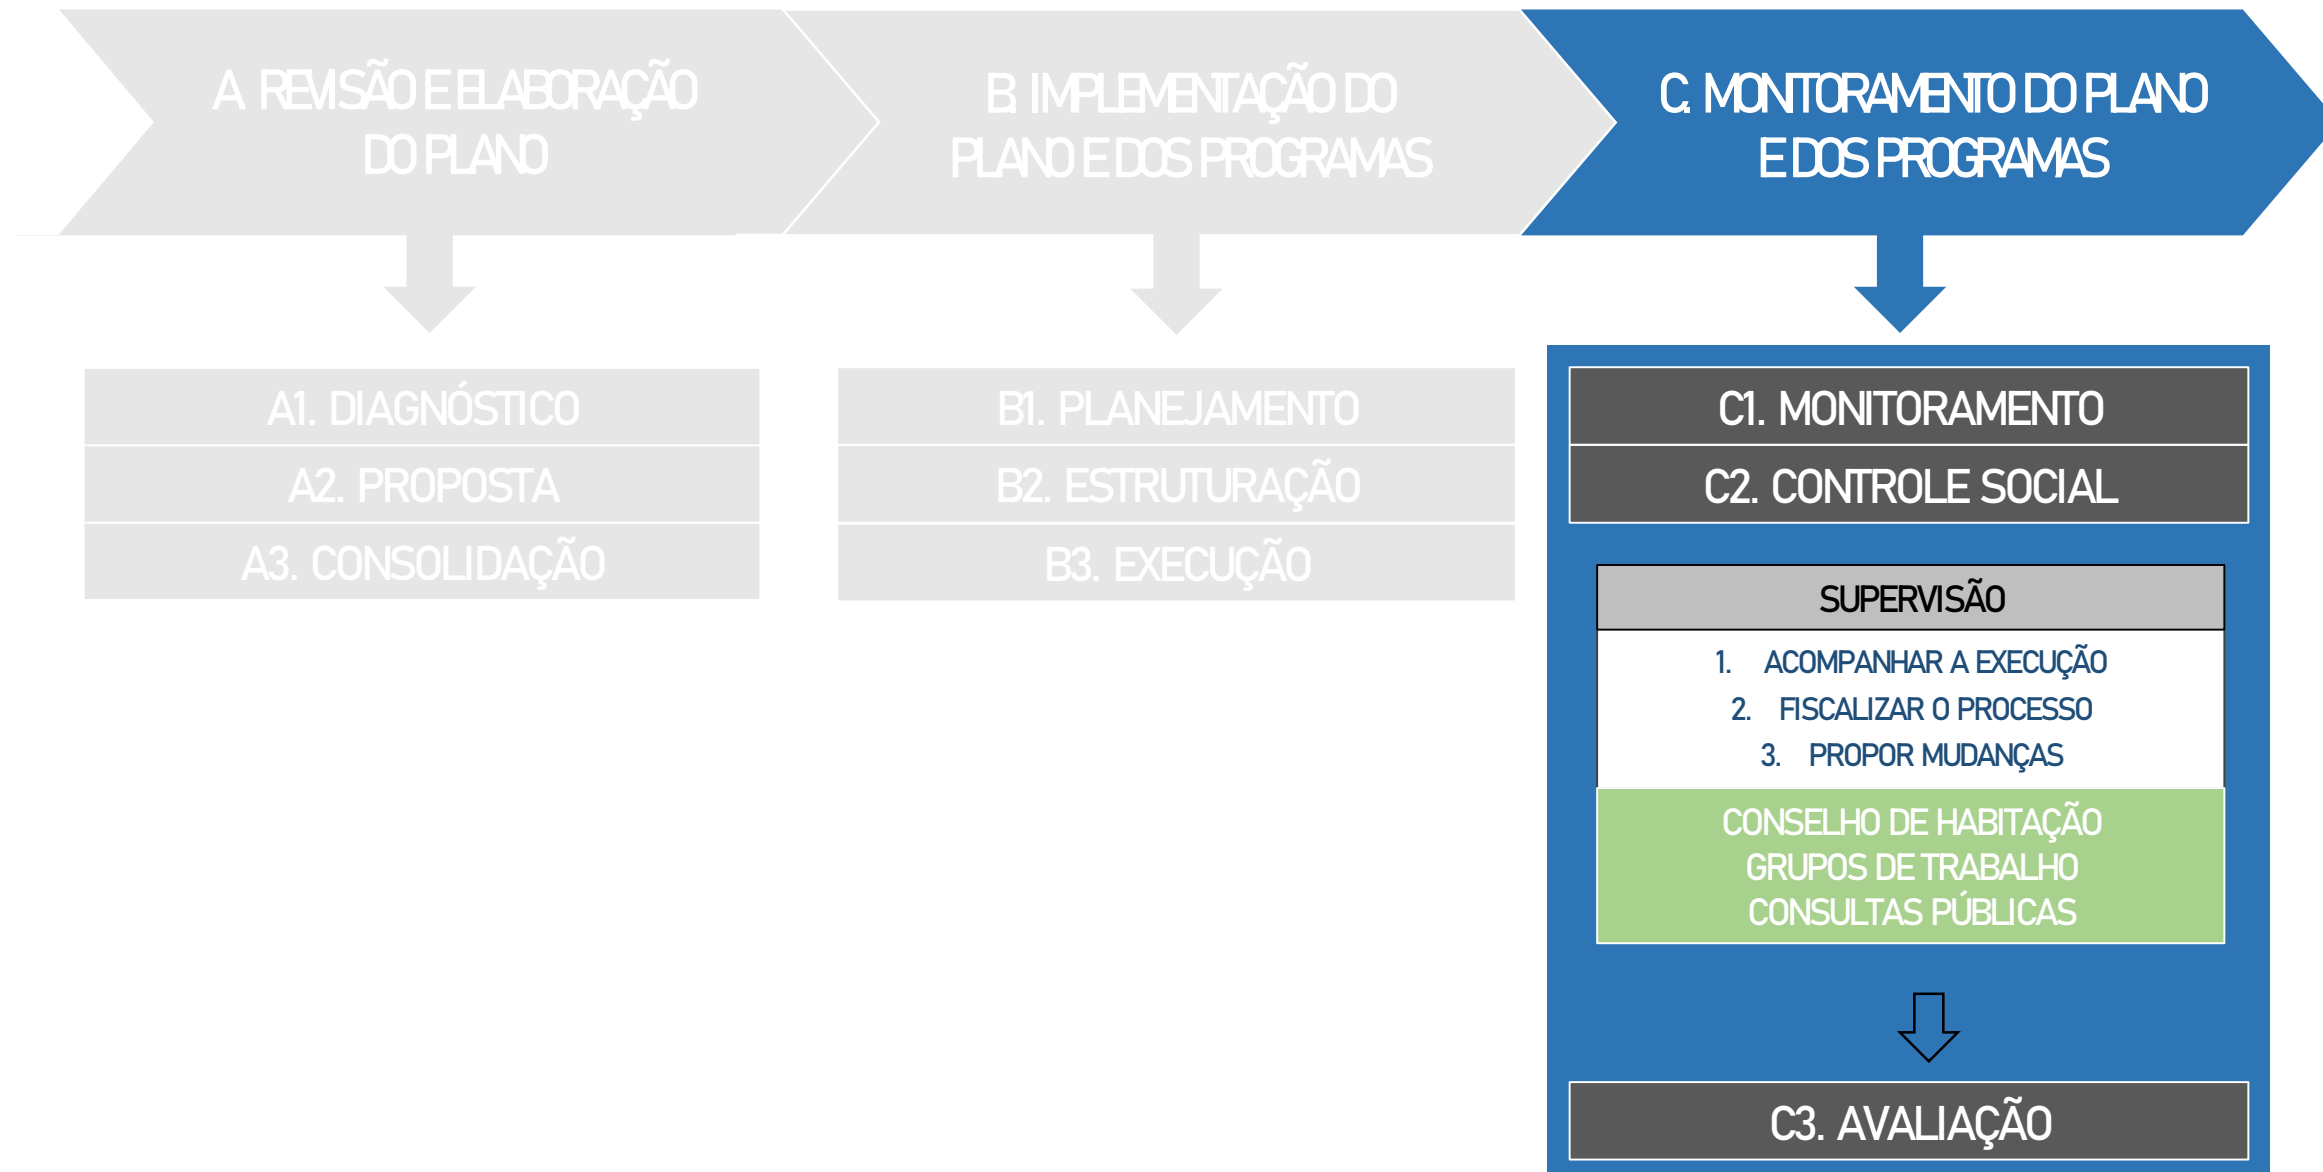 A. REVISÃO E ELABORAÇÃO
DO PLANO
B. IMPLEMENTAÇÃO DO
PLANO E DOS PROGRAMAS
C. MONITORAMENTO DO PLANO
E DOS PROGRAMAS
A1. DIAGNÓSTICO
A2. PROPOSTA
A3. CONSOLIDAÇÃO
B1. PLANEJAMENTO
B2. ESTRUTURAÇÃO
B3. EXECUÇÃO
C1. MONITORAMENTO
C2. CONTROLE SOCIAL
SUPERVISÃO
1. ACOMPANHAR A EXECUÇÃO
2. FISCALIZAR O PROCESSO
3. PROPOR MUDANÇAS
CONSELHO DE HABITAÇÃO
GRUPOS DE TRABALHO
CONSULTAS PÚBLICAS
C3. AVALIAÇÃO